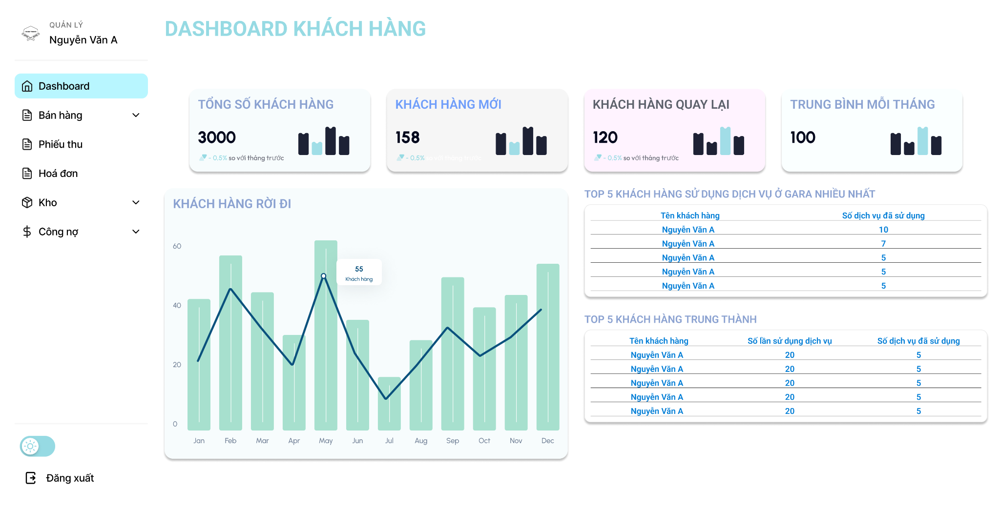 QUẢN LÝ
Nguyễn Văn A
Dashboard
Bán hàng
Phiếu thu
Hoá đơn
Kho
Công nợ
Đăng xuất
DASHBOARD KHÁCH HÀNG
TỔNG SỐ KHÁCH HÀNG
3000
- 0.5% so với tháng trước
KHÁCH HÀNG MỚI
158
- 0.5% so với tháng trước
KHÁCH HÀNG QUAY LẠI
120
- 0.5% so với tháng trước
TRUNG BÌNH MỖI THÁNG
100
KHÁCH HÀNG RỜI ĐI
60
40
20
0
55
Khách hàng
Jan Feb Mar Apr May Jun Jul Aug Sep Oct Nov Dec
TOP 5 KHÁCH HÀNG SỬ DỤNG DỊCH VỤ Ở GARA NHIỀU NHẤT
Tên khách hàng Số dịch vụ đã sử dụng
Nguyễn Văn A 10
Nguyễn Văn A 7
Nguyễn Văn A 5
Nguyễn Văn A 5
Nguyễn Văn A 5
TOP 5 KHÁCH HÀNG TRUNG THÀNH
Tên khách hàng Số lần sử dụng dịch vụ Số dịch vụ đã sử dụng
Nguyễn Văn A 20 5
Nguyễn Văn A 20 5
Nguyễn Văn A 20 5
Nguyễn Văn A 20 5
Nguyễn Văn A 20 5